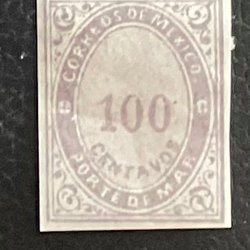 CORREOS DE MEXICO
100
CENTAVOS
PORTE DE MAR